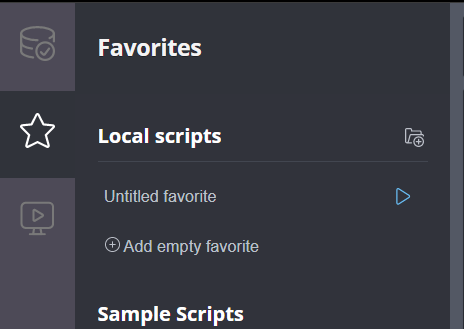 Favorites
Local scripts
Untitled favorite
Add empty favorite
Sample Scripts